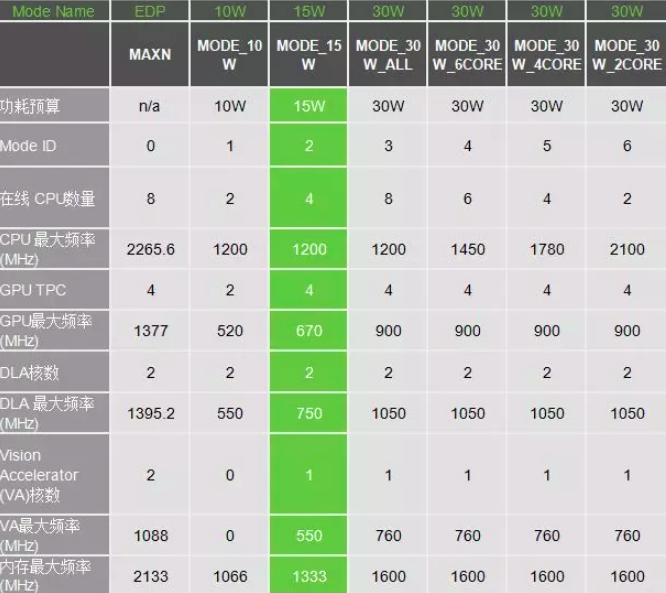 Mode Name EDP 10W 15W 30W 30W 30W 30W
MAXN MODE_10W MODE_15W MODE_30W_ALL MODE_30W_6CORE MODE_30W_4CORE MODE_30W_2CORE
功耗预算 n/a 10W 15W 30W 30W 30W 30W
Mode ID 0 1 2 3 4 5 6
在线 CPU数量 8 2 4 8 6 4 2
CPU 最大频率(MHz) 2265.6 1200 1200 1200 1450 1780 2100
GPU TPC 4 2 4 4 4 4 4
GPU最大频率(MHz) 1377 520 670 900 900 900 900
DLA核数 2 2 2 2 2 2 2
DLA 最大频率(MHz) 1395.2 550 750 1050 1050 1050 1050
Vision Accelerator (VA)核数 2 0 1 1 1 1 1
VA最大频率(MHz) 1088 0 550 760 760 760 760
内存最大频率(MHz) 2133 1066 1333 1600 1600 1600 1600